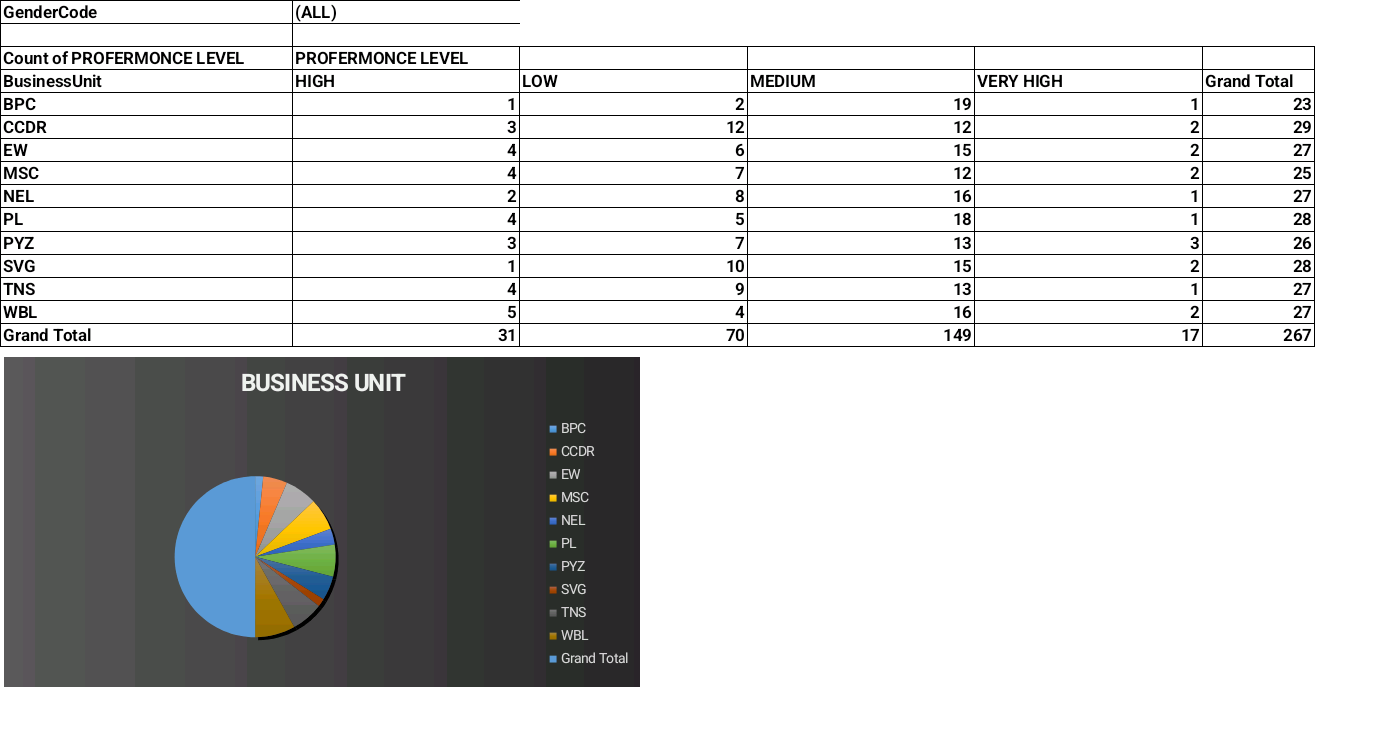 GenderCode (ALL)
Count of PROFERMONCE LEVEL PROFERMONCE LEVEL
BusinessUnit HIGH LOW MEDIUM VERY HIGH Grand Total
BPC 1 2 19 1 23
CCDR 3 12 12 2 29
EW 4 6 15 2 27
MSC 4 7 12 2 25
NEL 2 8 16 1 27
PL 4 5 18 1 28
PYZ 3 7 13 3 26
SVG 1 10 15 2 28
TNS 4 9 13 1 27
WBL 5 4 16 2 27
Grand Total 31 70 149 17 267
BUSINESS UNIT
BPC
CCDR
EW
MSC
NEL
PL
PYZ
SVG
TNS
WBL
Grand Total